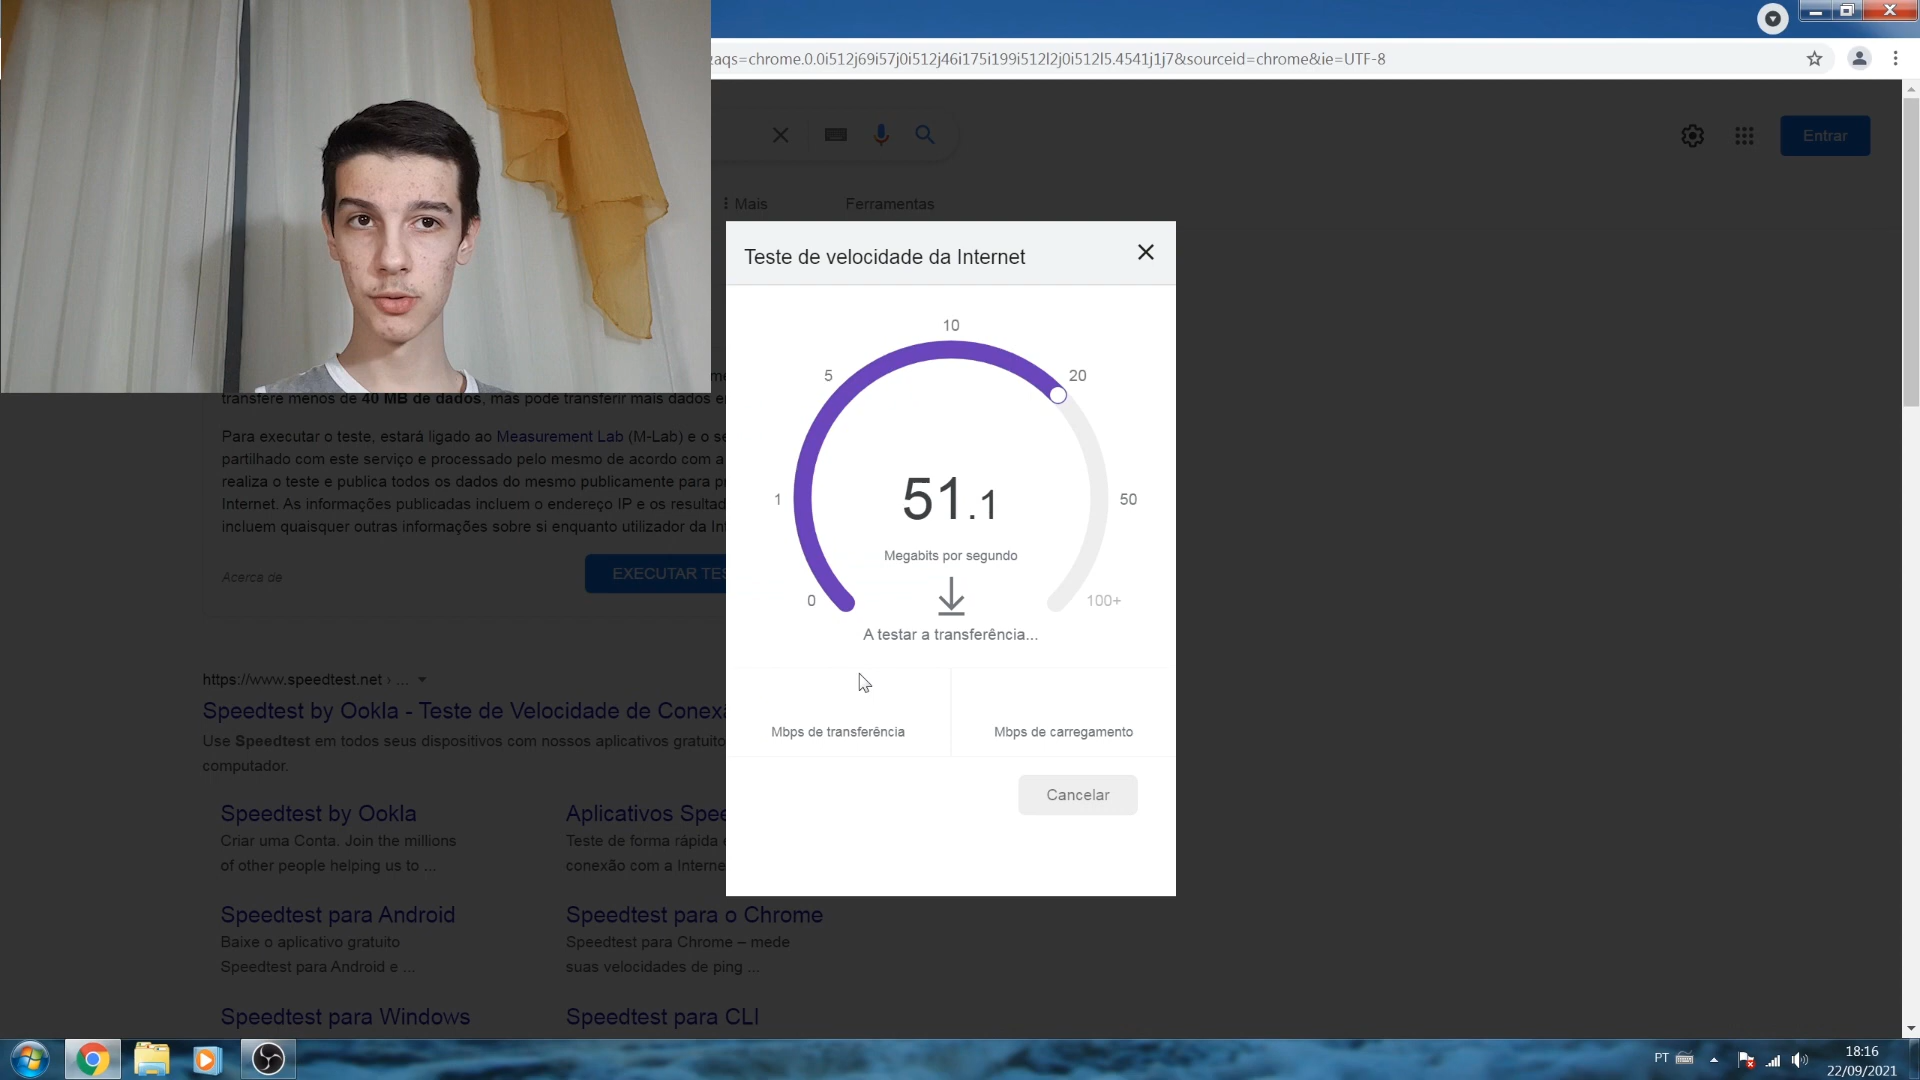 aqs=chrome.0.0i512j69i57j0i512j46i175i199i512l2j0i512l5.4541j1j7&sourceid=chrome&ie=UTF-8
Entrar
Mais
Ferramentas
Teste de velocidade da Internet
transfere menos de 40 MB de dados, mas pode transferir mais dados
Para executar o teste, estará ligado ao Measurement Lab (M-Lab) e o
partilhado com este serviço e processado pelo mesmo de acordo com a
realiza o teste e publica todos os dados do mesmo publicamente para
Internet. As informações publicadas incluem o endereço IP e os
incluem quaisquer outras informações sobre si enquanto utilizador da
Acerca de
EXECUTAR
0
1
5
10
20
50
100+
51.1
Megabits por segundo
A testar a transferência...
Mbps de transferência
Mbps de carregamento
Cancelar
https://www.speedtest.net › ...
Speedtest by Ookla - Teste de Velocidade de
Use Speedtest em todos seus dispositivos com nossos aplicativos
computador.
Speedtest by Ookla
Criar uma Conta. Join the millions
of other people helping us to ...
Aplicativos
Teste de forma rápida
conexão com a
Speedtest para Android
Baixe o aplicativo gratuito
Speedtest para Android e ...
Speedtest para o Chrome
Speedtest para Chrome – mede
suas velocidades de ping ...
Speedtest para Windows
Speedtest para CLI
PT
18:16
22/09/2021